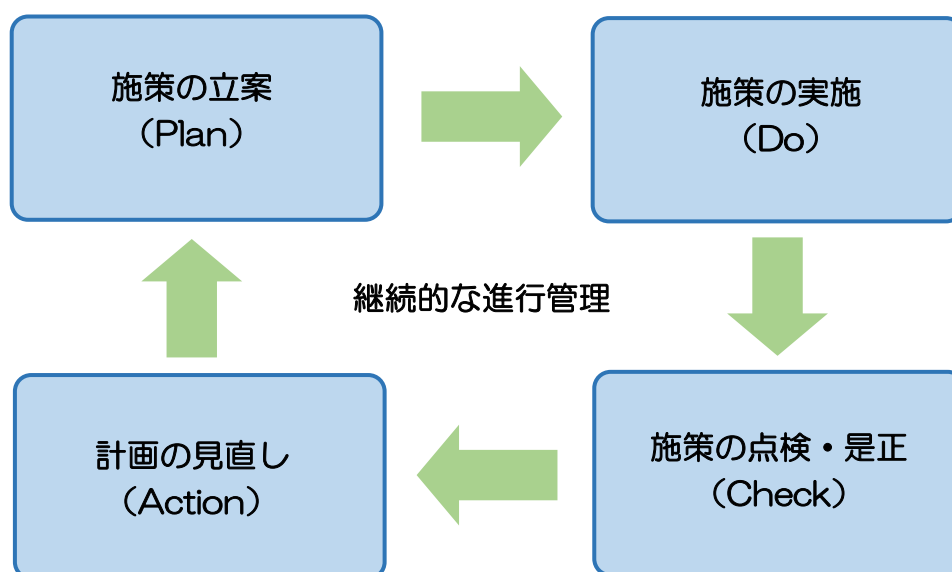 施策の立案
（Plan）
施策の実施
（Do）
継続的な進行管理
計画の見直し
（Action）
施策の点検・是正
（Check）